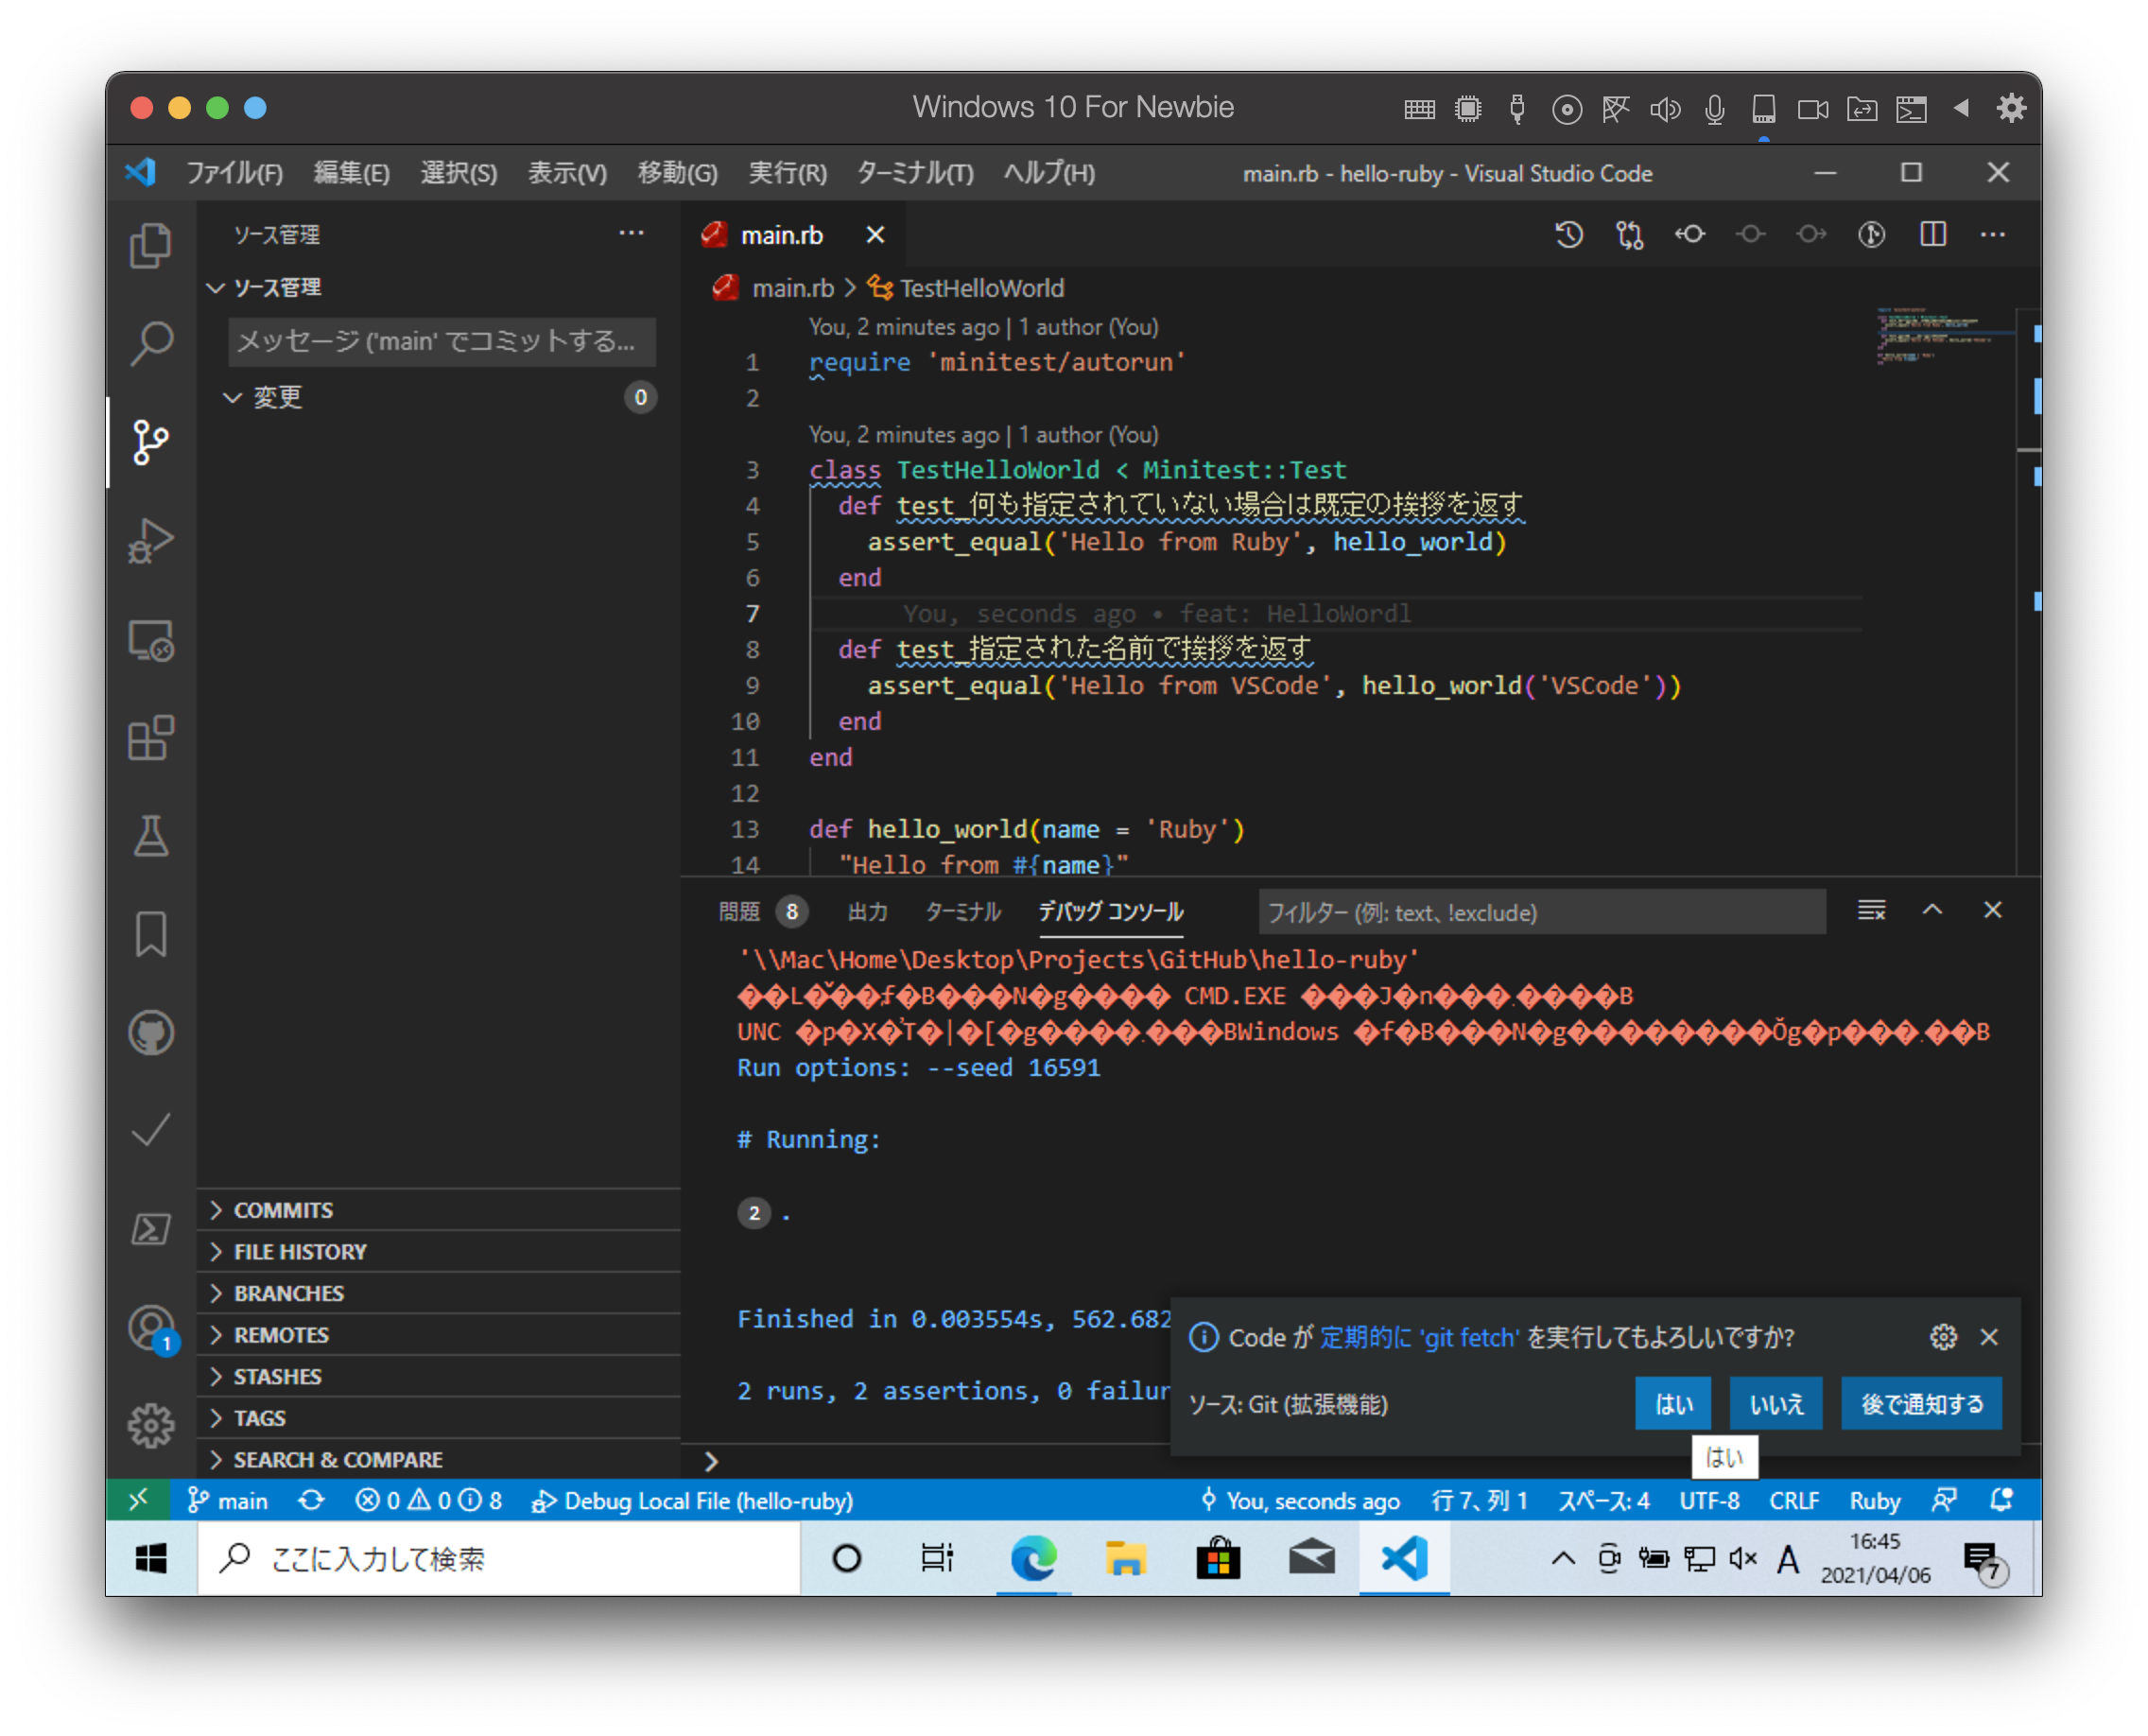 Windows 10 For Newbie
ファイル(F) 編集(E) 選択(S) 表示(V) 移動(G) 実行(R) ターミナル(T) ヘルプ(H) main.rb - hello-ruby - Visual Studio Code
ソース管理
ソース管理
メッセージ ('main' でコミットする...
変更 0
COMMITS
FILE HISTORY
BRANCHES
REMOTES
STASHES
TAGS
SEARCH & COMPARE
1
main.rb
main.rb > TestHelloWorld
You, 2 minutes ago | 1 author (You)
1 require 'minitest/autorun'
2
You, 2 minutes ago | 1 author (You)
3 class TestHelloWorld < Minitest::Test
4 def test_何も指定されていない場合は既定の挨拶を返す
5 assert_equal('Hello from Ruby', hello_world)
6 end
7 You, seconds ago • feat: HelloWordl
8 def test_指定された名前で挨拶を返す
9 assert_equal('Hello from VSCode', hello_world('VSCode'))
10 end
11 end
12
13 def hello_world(name = 'Ruby')
14 "Hello from #{name}"
問題 8 出力 ターミナル デバッグ コンソール フィルター (例: text、!exclude)
'\\Mac\Home\Desktop\Projects\GitHub\hello-ruby'
CMD.EXE
UNC Windows
Run options: --seed 16591
# Running:
2 .
Finished in 0.003554s, 562.682
2 runs, 2 assertions, 0 failur
Code が 定期的に 'git fetch' を実行してもよろしいですか?
ソース: Git (拡張機能) はい いいえ 後で通知する
はい
main 0 0 8 Debug Local File (hello-ruby) You, seconds ago 行 7、列 1 スペース: 4 UTF-8 CRLF Ruby
ここに入力して検索
A 16:45
2021/04/06
7